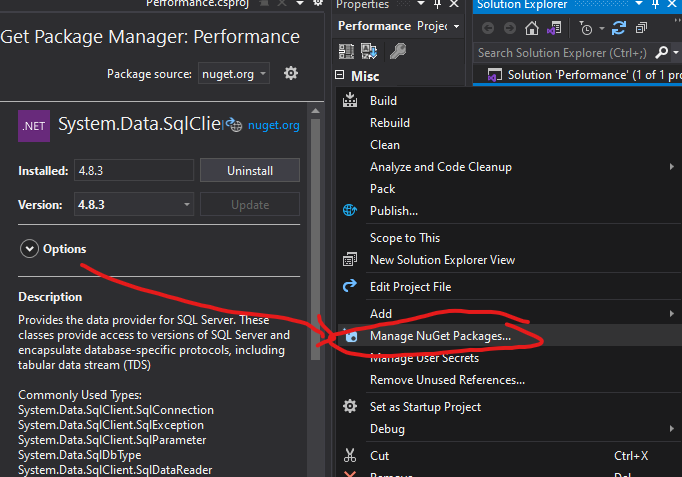 Performance.csproj
Get Package Manager: Performance
Package source: nuget.org
.NET
System.Data.SqlClie
nuget.org
Installed: 4.8.3
Uninstall
Version: 4.8.3
Update
Options
Description
Provides the data provider for SQL Server. These
classes provide access to versions of SQL Server and
encapsulate database-specific protocols, including
tabular data stream (TDS)
Commonly Used Types:
System.Data.SqlClient.SqlConnection
System.Data.SqlClient.SqlException
System.Data.SqlClient.SqlParameter
System.Data.SqlDbType
System.Data.SqlClient.SqlDataReader
Properties
Performance Projec
Misc
Solution Explorer
Search Solution Explorer (Ctrl+;)
Solution 'Performance' (1 of 1 pro
Build
Rebuild
Clean
Analyze and Code Cleanup
Pack
Publish...
Scope to This
New Solution Explorer View
Edit Project File
Add
Manage NuGet Packages...
Manage User Secrets
Remove Unused References...
Set as Startup Project
Debug
Cut Ctrl+X
Remove Del